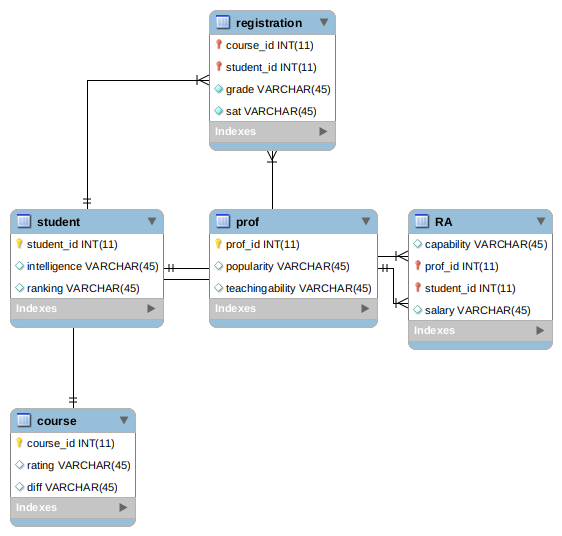 registration
course_id INT(11)
student_id INT(11)
grade VARCHAR(45)
sat VARCHAR(45)
Indexes
student
student_id INT(11)
intelligence VARCHAR(45)
ranking VARCHAR(45)
Indexes
prof
prof_id INT(11)
popularity VARCHAR(45)
teachingability VARCHAR(45)
Indexes
RA
capability VARCHAR(45)
prof_id INT(11)
student_id INT(11)
salary VARCHAR(45)
Indexes
course
course_id INT(11)
rating VARCHAR(45)
diff VARCHAR(45)
Indexes